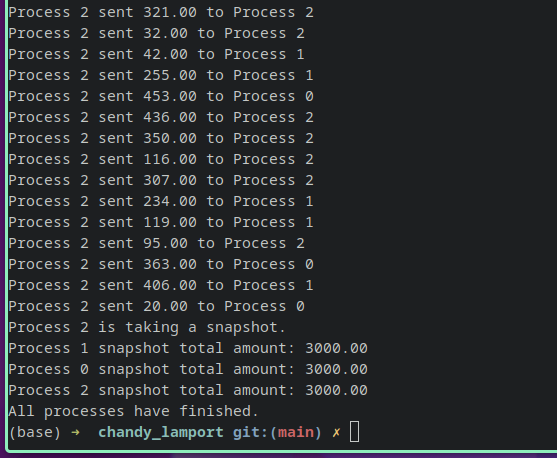 Process 2 sent 321.00 to Process 2
Process 2 sent 32.00 to Process 2
Process 2 sent 42.00 to Process 1
Process 2 sent 255.00 to Process 1
Process 2 sent 453.00 to Process 0
Process 2 sent 436.00 to Process 2
Process 2 sent 350.00 to Process 2
Process 2 sent 116.00 to Process 2
Process 2 sent 307.00 to Process 2
Process 2 sent 234.00 to Process 1
Process 2 sent 119.00 to Process 1
Process 2 sent 95.00 to Process 2
Process 2 sent 363.00 to Process 0
Process 2 sent 406.00 to Process 1
Process 2 sent 20.00 to Process 0
Process 2 is taking a snapshot.
Process 1 snapshot total amount: 3000.00
Process 0 snapshot total amount: 3000.00
Process 2 snapshot total amount: 3000.00
All processes have finished.
(base) ➜ chandy_lamport git:(main) ✗